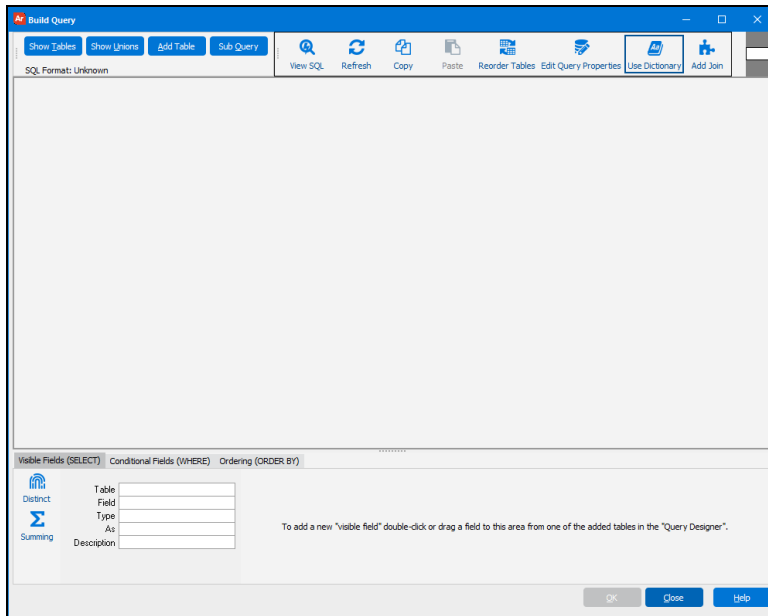 Ar Build Query
Show Tables Show Unions Add Table Sub Query
SQL Format: Unknown
View SQL Refresh Copy Paste Reorder Tables Edit Query Properties Use Dictionary Add Join
Visible Fields (SELECT) Conditional Fields (WHERE) Ordering (ORDER BY)
Distinct
Summing
Table
Field
Type
As
Description
To add a new "visible field" double-click or drag a field to this area from one of the added tables in the "Query Designer".
OK Close Help